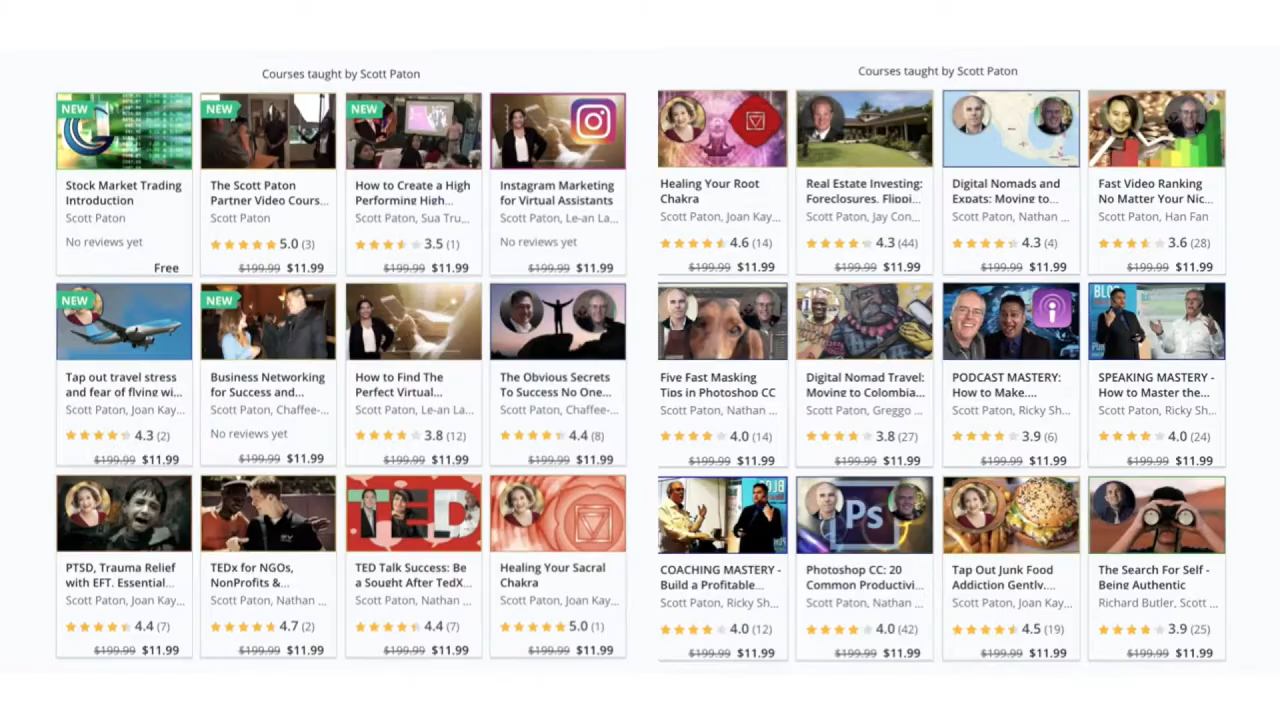 Courses taught by Scott Paton
NEW
NEW
NEW
Stock Market Trading
Introduction
Scott Paton
No reviews yet
Free
The Scott Paton
Partner Video Cours...
Scott Paton
5.0 (3)
$199.99 $11.99
How to Create a High
Performing High...
Scott Paton, Sua Tru...
3.5 (1)
$199.99 $11.99
Instagram Marketing
for Virtual Assistants
Scott Paton, Le-an La...
No reviews yet
$199.99 $11.99
NEW
NEW
Tap out travel stress
and fear of flying wi...
Scott Paton, Joan Kay...
4.3 (2)
$199.99 $11.99
Business Networking
for Success and...
Scott Paton, Chaffee-...
No reviews yet
$199.99 $11.99
How to Find The
Perfect Virtual...
Scott Paton, Le-an La...
3.8 (12)
$199.99 $11.99
The Obvious Secrets
To Success No One...
Scott Paton, Chaffee-...
4.4 (8)
$199.99 $11.99
TED
PTSD, Trauma Relief
with EFT. Essential...
Scott Paton, Joan Kay...
4.4 (7)
$199.99 $11.99
TEDx for NGOs,
NonProfits &...
Scott Paton, Nathan ...
4.7 (2)
$199.99 $11.99
TED Talk Success: Be
a Sought After TedX...
Scott Paton, Nathan ...
4.4 (7)
$199.99 $11.99
Healing Your Sacral
Chakra
Scott Paton, Joan Kay...
5.0 (1)
$199.99 $11.99
Courses taught by Scott Paton
Healing Your Root
Chakra
Scott Paton, Joan Kay...
4.6 (14)
$199.99 $11.99
Real Estate Investing:
Foreclosures, Flippi...
Scott Paton, Jay Con...
4.3 (44)
$199.99 $11.99
Digital Nomads and
Expats: Moving to...
Scott Paton, Nathan ...
4.3 (4)
$199.99 $11.99
Fast Video Ranking
No Matter Your Nic...
Scott Paton, Han Fan
3.6 (28)
$199.99 $11.99
BLOG
Five Fast Masking
Tips in Photoshop CC
Scott Paton, Nathan ...
4.0 (14)
$199.99 $11.99
Digital Nomad Travel:
Moving to Colombia...
Scott Paton, Greggo ...
3.8 (27)
$199.99 $11.99
PODCAST MASTERY:
How to Make....
Scott Paton, Ricky Sh...
3.9 (6)
$199.99 $11.99
SPEAKING MASTERY -
How to Master the...
Scott Paton, Ricky Sh...
4.0 (24)
$199.99 $11.99
Ps
COACHING MASTERY -
Build a Profitable...
Scott Paton, Ricky Sh...
4.0 (12)
$199.99 $11.99
Photoshop CC: 20
Common Productivi...
Scott Paton, Nathan ...
4.0 (42)
$199.99 $11.99
Tap Out Junk Food
Addiction Gently,...
Scott Paton, Joan Kay...
4.5 (19)
$199.99 $11.99
The Search For Self -
Being Authentic
Richard Butler, Scott ...
3.9 (25)
$199.99 $11.99